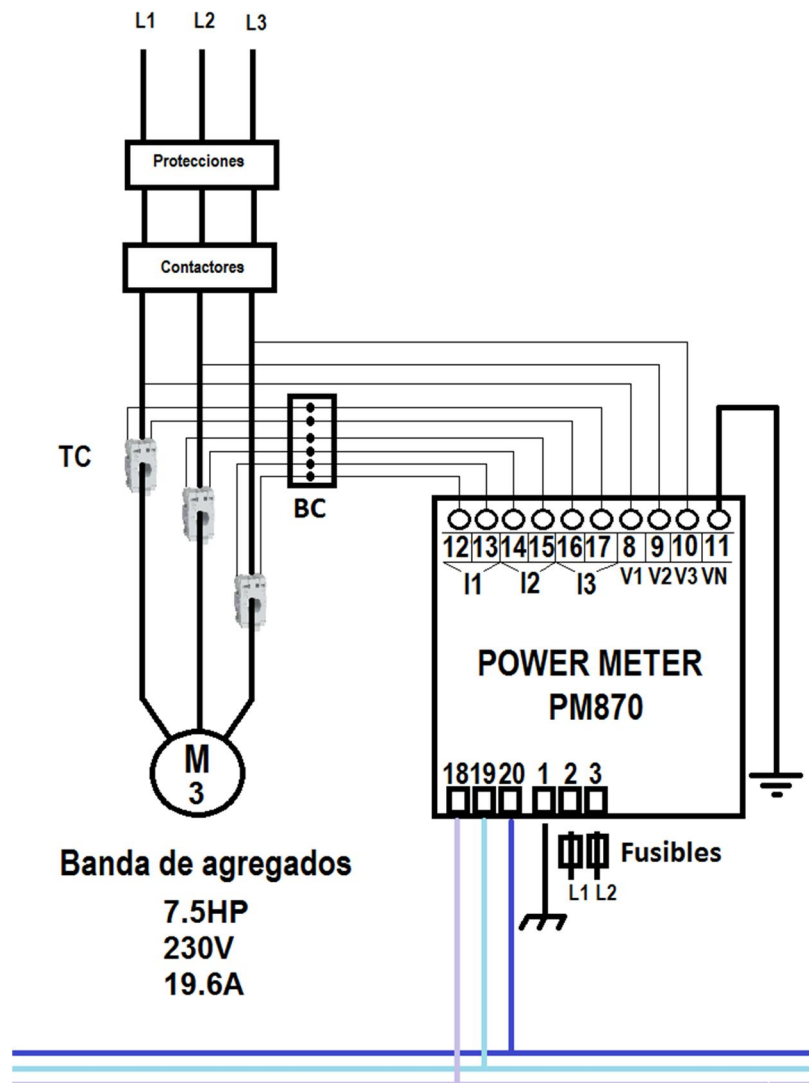 L1 L2 L3
Protecciones
Contactores
TC
BC
12 13 14 15 16 17 8 9 10 11
I1 I2 I3 V1 V2 V3 VN
POWER METER
PM870
18 19 20 1 2 3
M
3
Fusibles
L1 L2
Banda de agregados
7.5HP
230V
19.6A